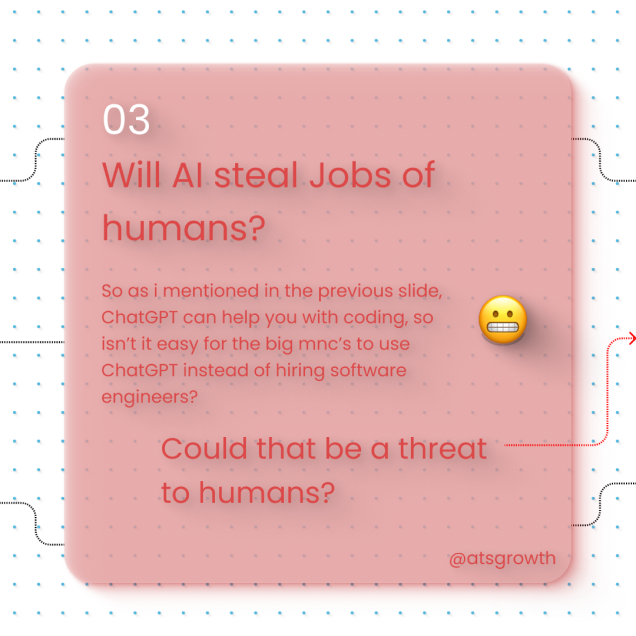 03
Will AI steal Jobs of
humans?
So as i mentioned in the previous slide,
ChatGPT can help you with coding, so
isn't it easy for the big mnc's to use
ChatGPT instead of hiring software
engineers?
Could that be a threat
to humans?
@atsgrowth